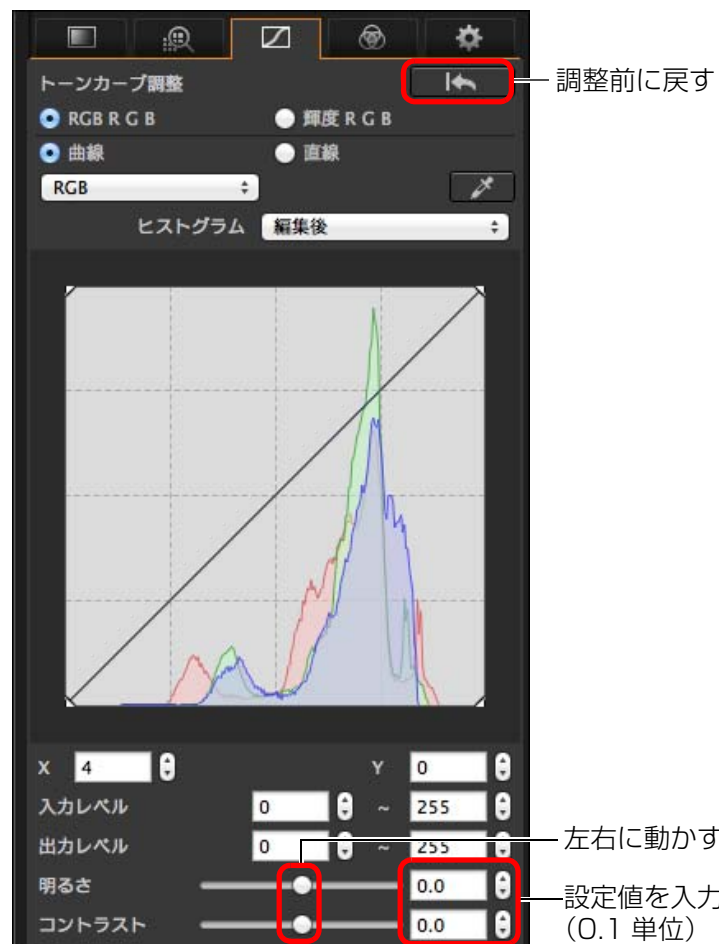 トーンカーブ調整
調整前に戻す
RGB R G B 輝度 R G B
曲線 直線
RGB
ヒストグラム 編集後
X 4 Y 0
入力レベル 0 ~ 255
出力レベル 0 ~ 255
左右に動かす
明るさ 0.0
設定値を入力
(0.1 単位)
コントラスト 0.0